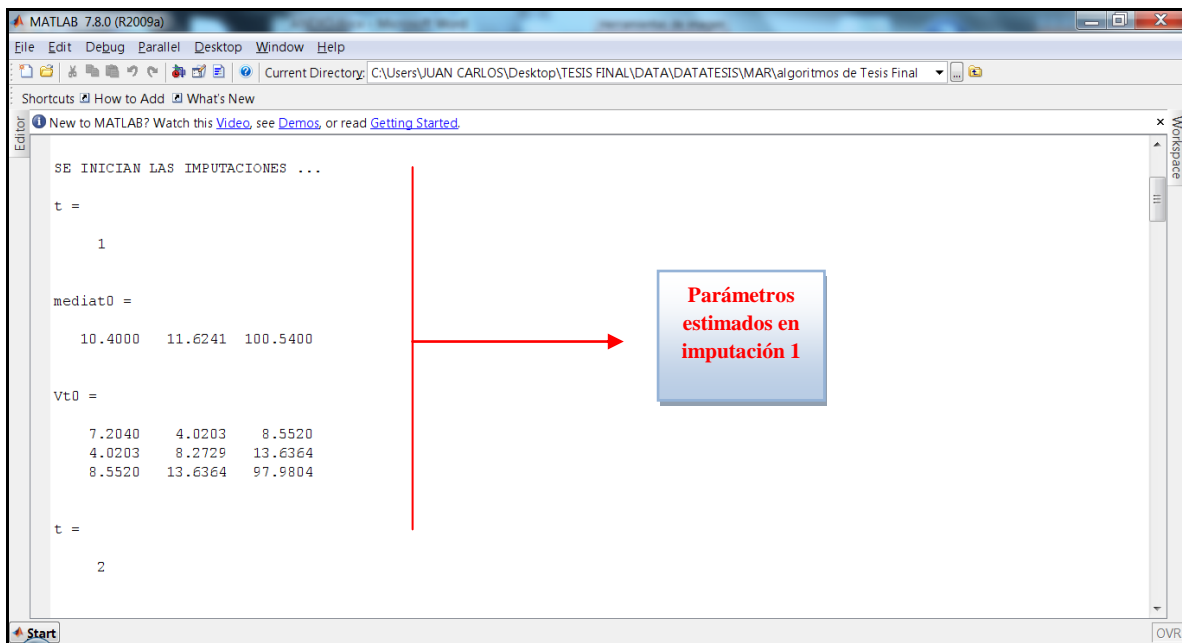 MATLAB 7.8.0 (R2009a)
File Edit Debug Parallel Desktop Window Help
Current Directory: C:\Users\JUAN CARLOS\Desktop\TESIS FINAL\DATA\DATATESIS\MAR\algoritmos de Tesis Final
Shortcuts How to Add What's New
New to MATLAB? Watch this Video, see Demos, or read Getting Started.
Editor
Workspace
SE INICIAN LAS IMPUTACIONES ...
t =
1
mediat0 =
10.4000 11.6241 100.5400
Vt0 =
7.2040 4.0203 8.5520
4.0203 8.2729 13.6364
8.5520 13.6364 97.9804
t =
2
Parámetros
estimados en
imputación 1
Start
OVR